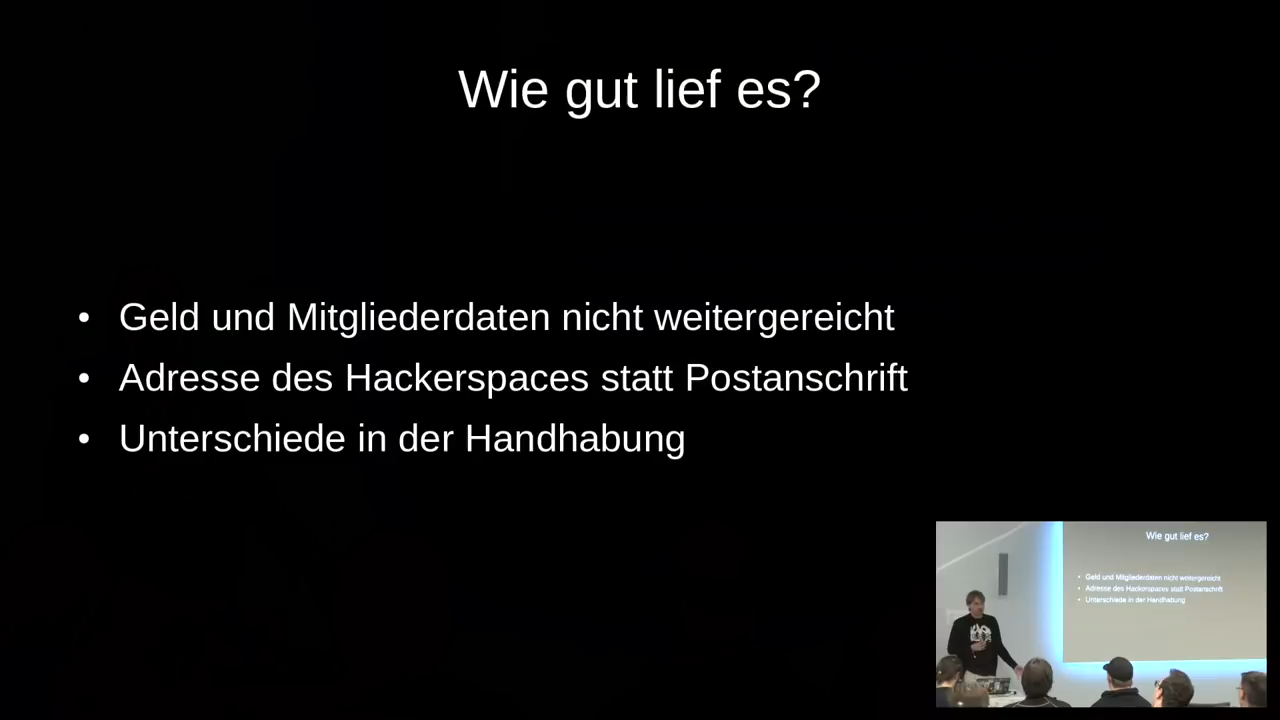 Wie gut lief es?
• Geld und Mitgliederdaten nicht weitergereicht
• Adresse des Hackerspaces statt Postanschrift
• Unterschiede in der Handhabung
Wie gut lief es?
• Geld und Mitgliederdaten nicht weitergereicht
• Adresse des Hackerspaces statt Postanschrift
• Unterschiede in der Handhabung